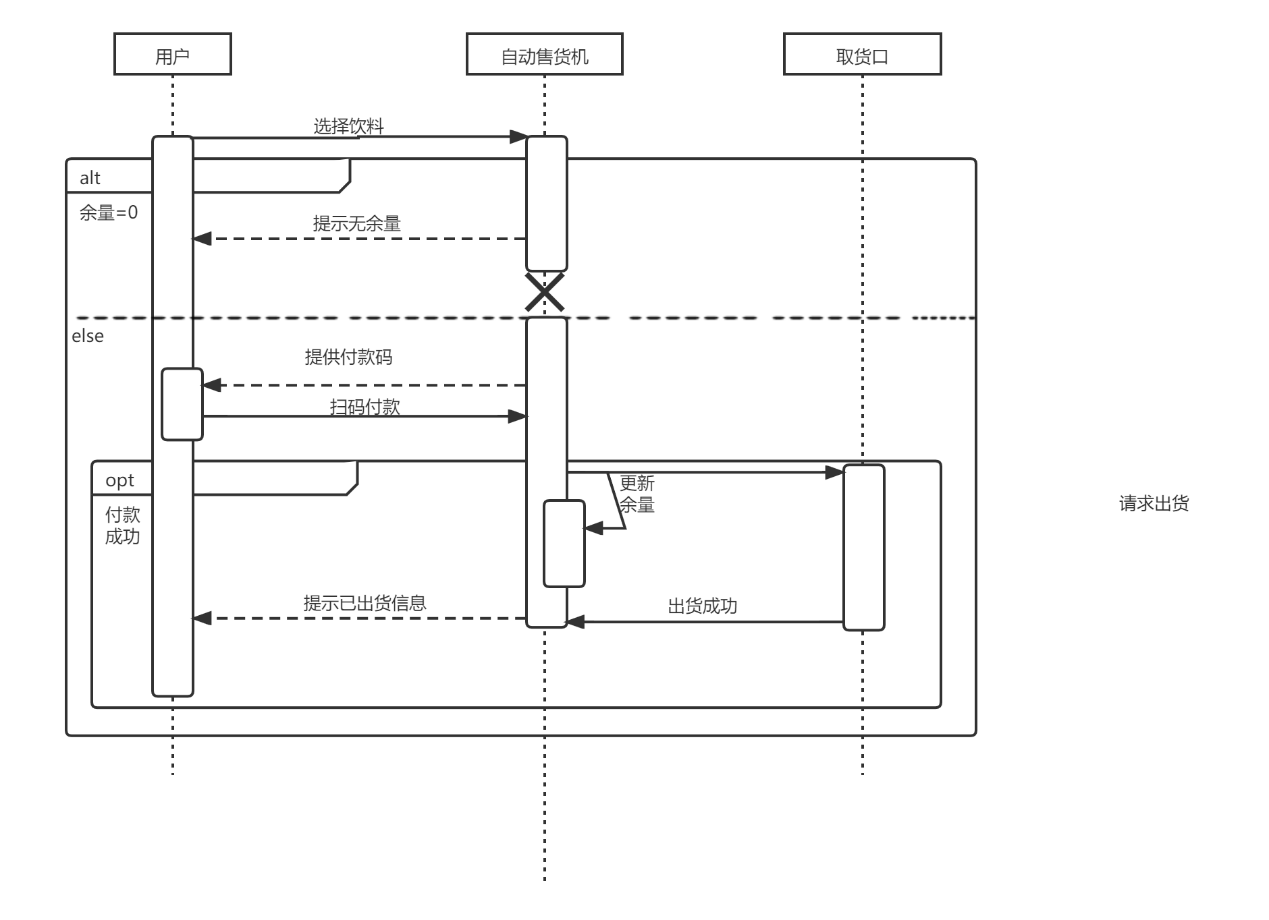 用户
自动售货机
取货口
选择饮料
alt
余量=0
提示无余量
else
提供付款码
扫码付款
opt
更新
余量
请求出货
付款
成功
提示已出货信息
出货成功